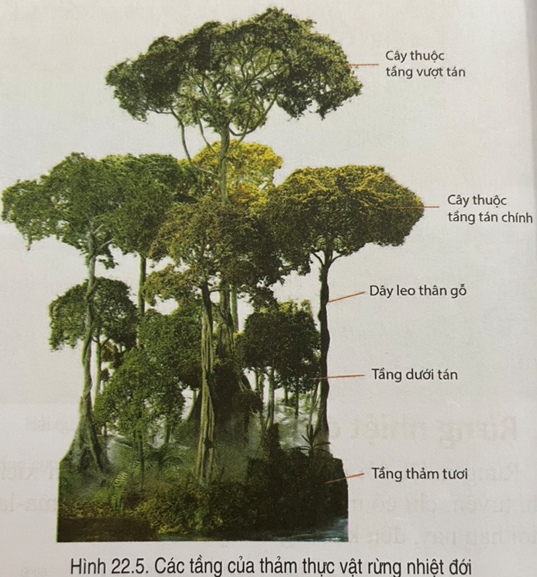 Cây thuộc
tầng vượt tán
Cây thuộc
tầng tán chính
Dây leo thân gỗ
Tầng dưới tán
Tầng thảm tươi
Hình 22.5. Các tầng của thảm thực vật rừng nhiệt đới